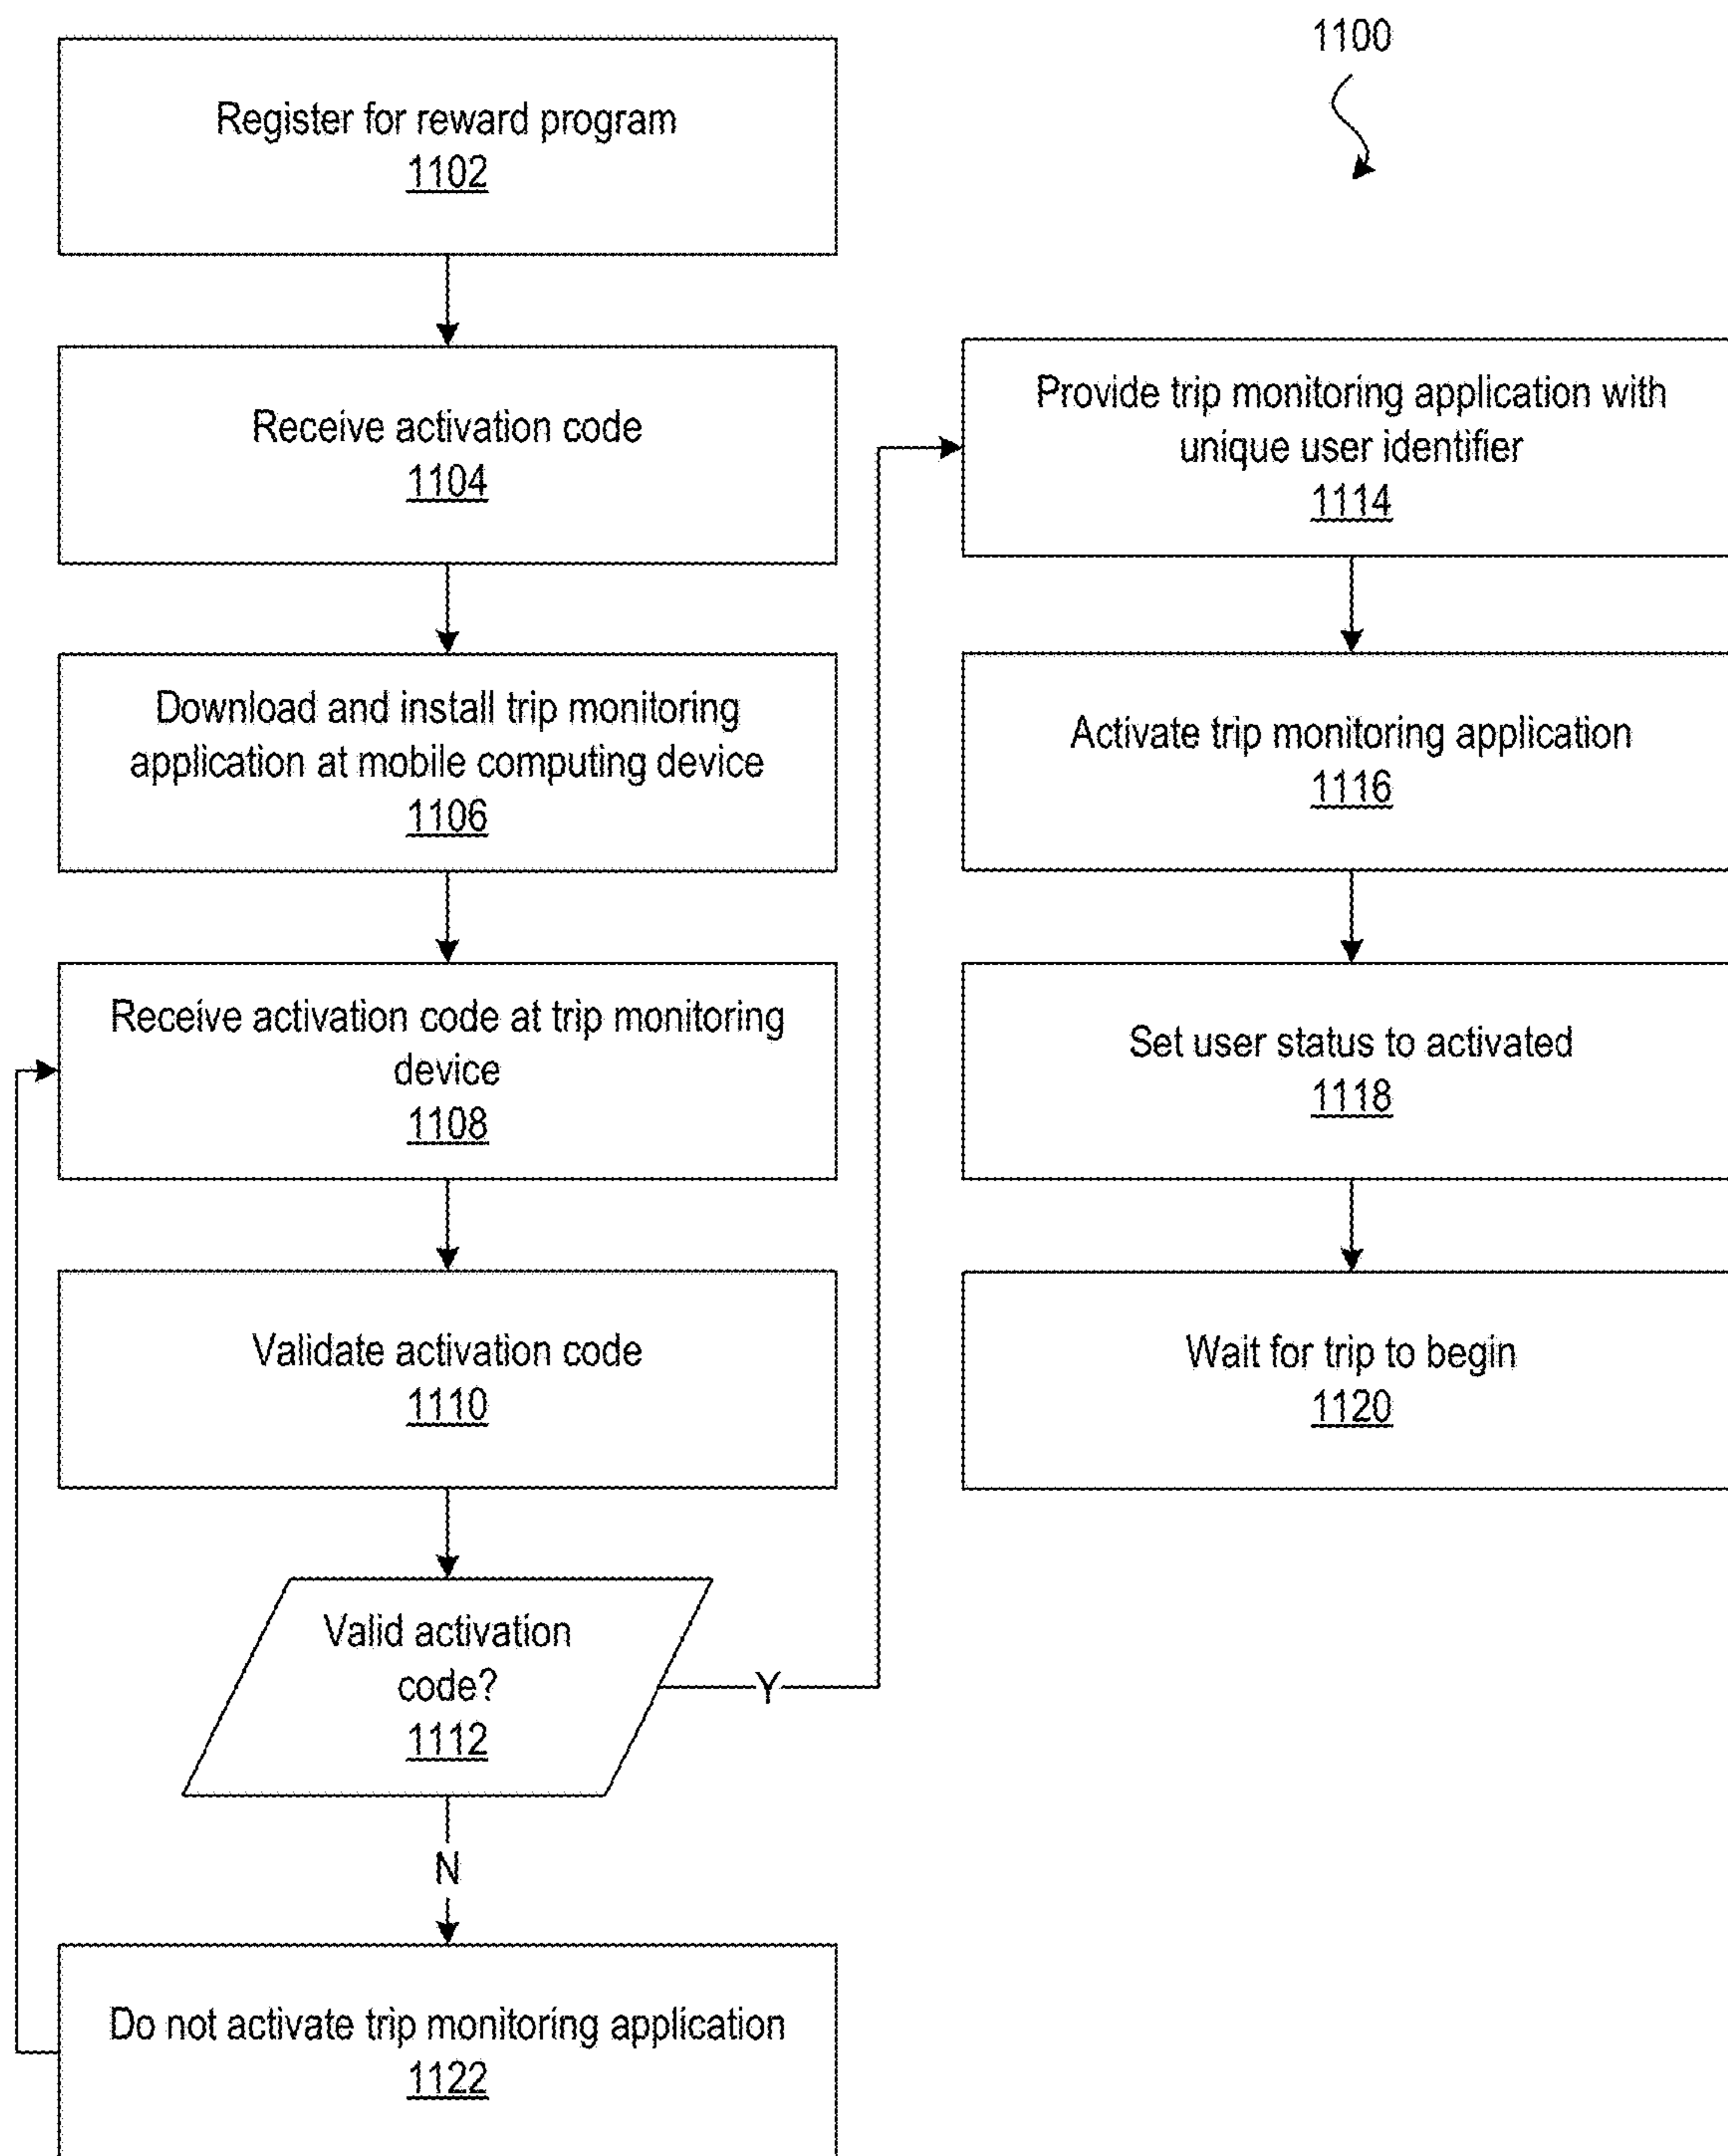 1100
Register for reward program
1102
Receive activation code
1104
Download and install trip monitoring
application at mobile computing device
1106
Receive activation code at trip monitoring
device
1108
Validate activation code
1110
Valid activation
code?
1112
Y
N
Do not activate trip monitoring application
1122
Provide trip monitoring application with
unique user identifier
1114
Activate trip monitoring application
1116
Set user status to activated
1118
Wait for trip to begin
1120